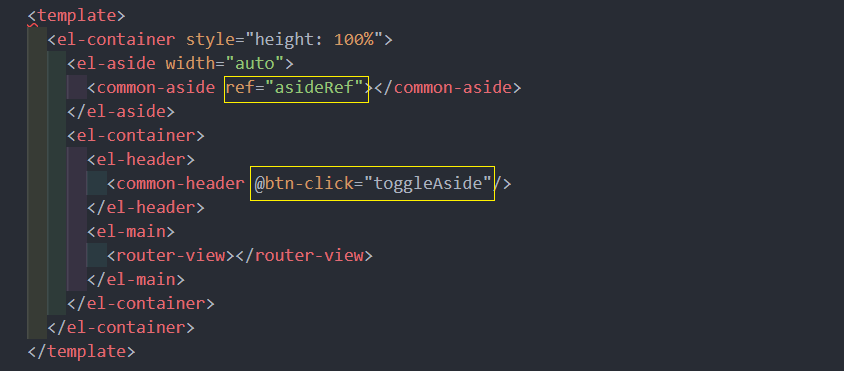 <template>
<el-container style="height: 100%">
<el-aside width="auto">
<common-aside ref="asideRef"></common-aside>
</el-aside>
<el-container>
<el-header>
<common-header @btn-click="toggleAside"/>
</el-header>
<el-main>
<router-view></router-view>
</el-main>
</el-container>
</el-container>
</template>